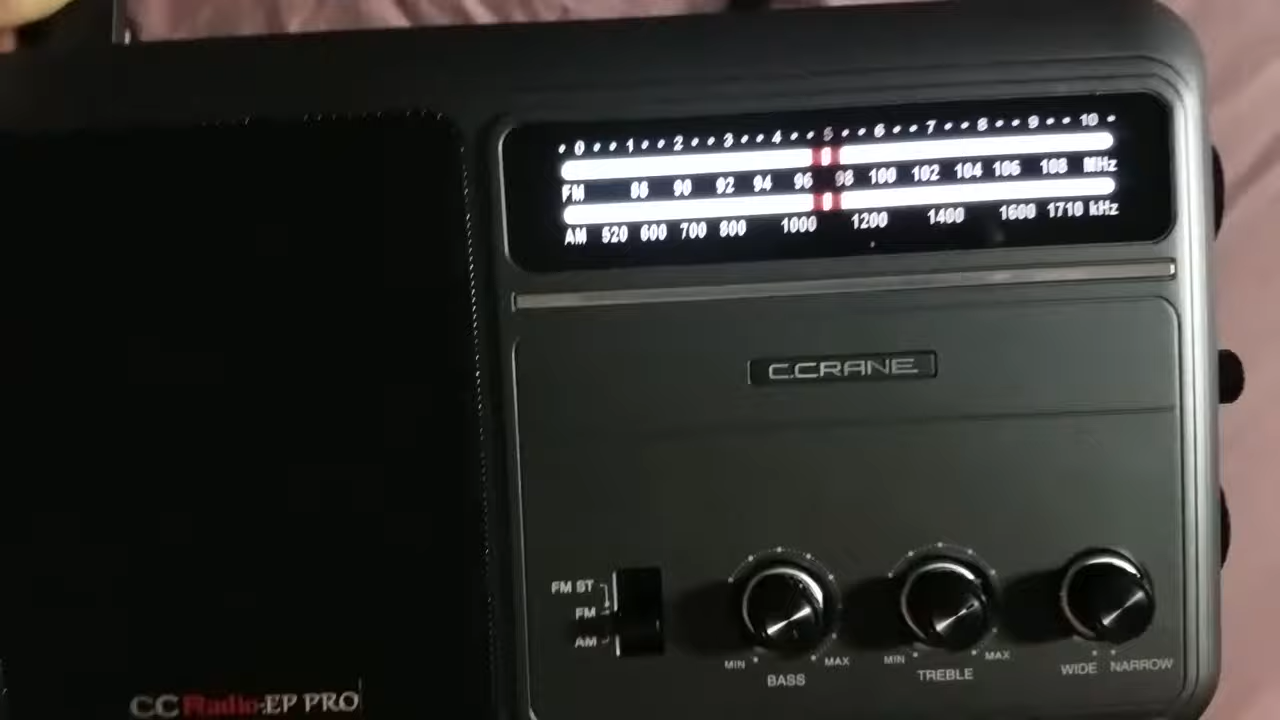 0 1 2 3 4 5 6 7 8 9 10
FM 88 90 92 94 96 98 100 102 104 106 108 MHz
AM 520 600 700 800 1000 1200 1400 1600 1710 kHz
C.CRANE
FM ST
FM
AM
MIN MAX
BASS
MIN MAX
TREBLE
WIDE NARROW
CC Radio-EP PRO